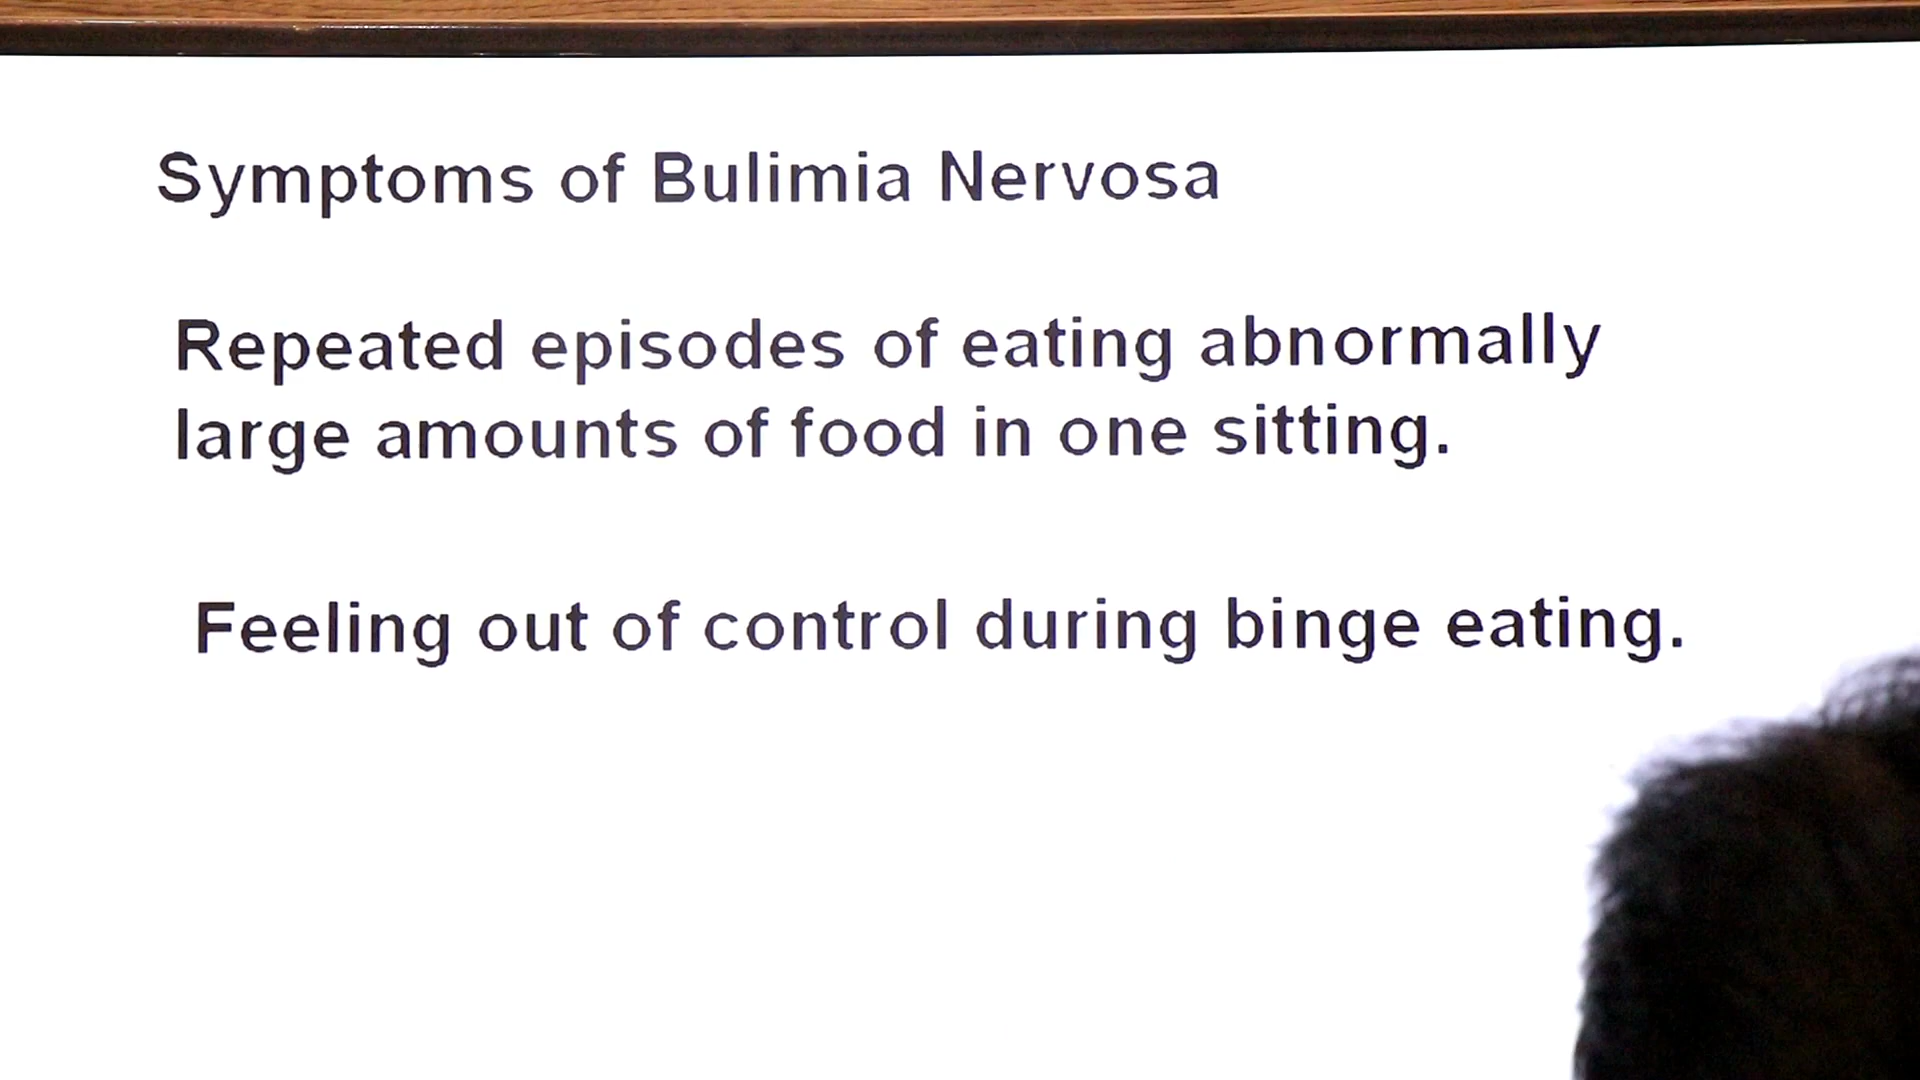 Symptoms of Bulimia Nervosa
Repeated episodes of eating abnormally
large amounts of food in one sitting.
Feeling out of control during binge eating.